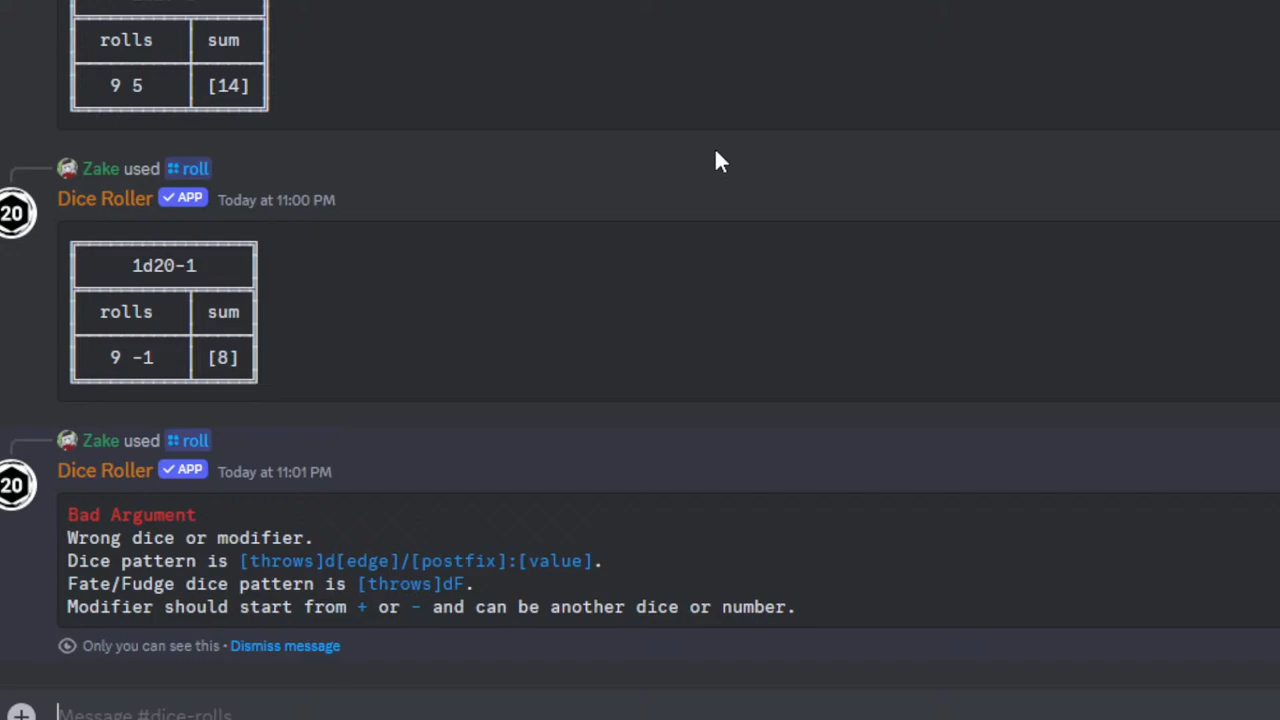 rolls sum
9 5 [14]
Zake used roll
Dice Roller APP Today at 11:00 PM
20
1d20-1
rolls sum
9 -1 [8]
Zake used roll
Dice Roller APP Today at 11:01 PM
20
Bad Argument
Wrong dice or modifier.
Dice pattern is [throws]d[edge]/[postfix]:[value].
Fate/Fudge dice pattern is [throws]dF.
Modifier should start from + or - and can be another dice or number.
Only you can see this • Dismiss message
Message #dice-rolls